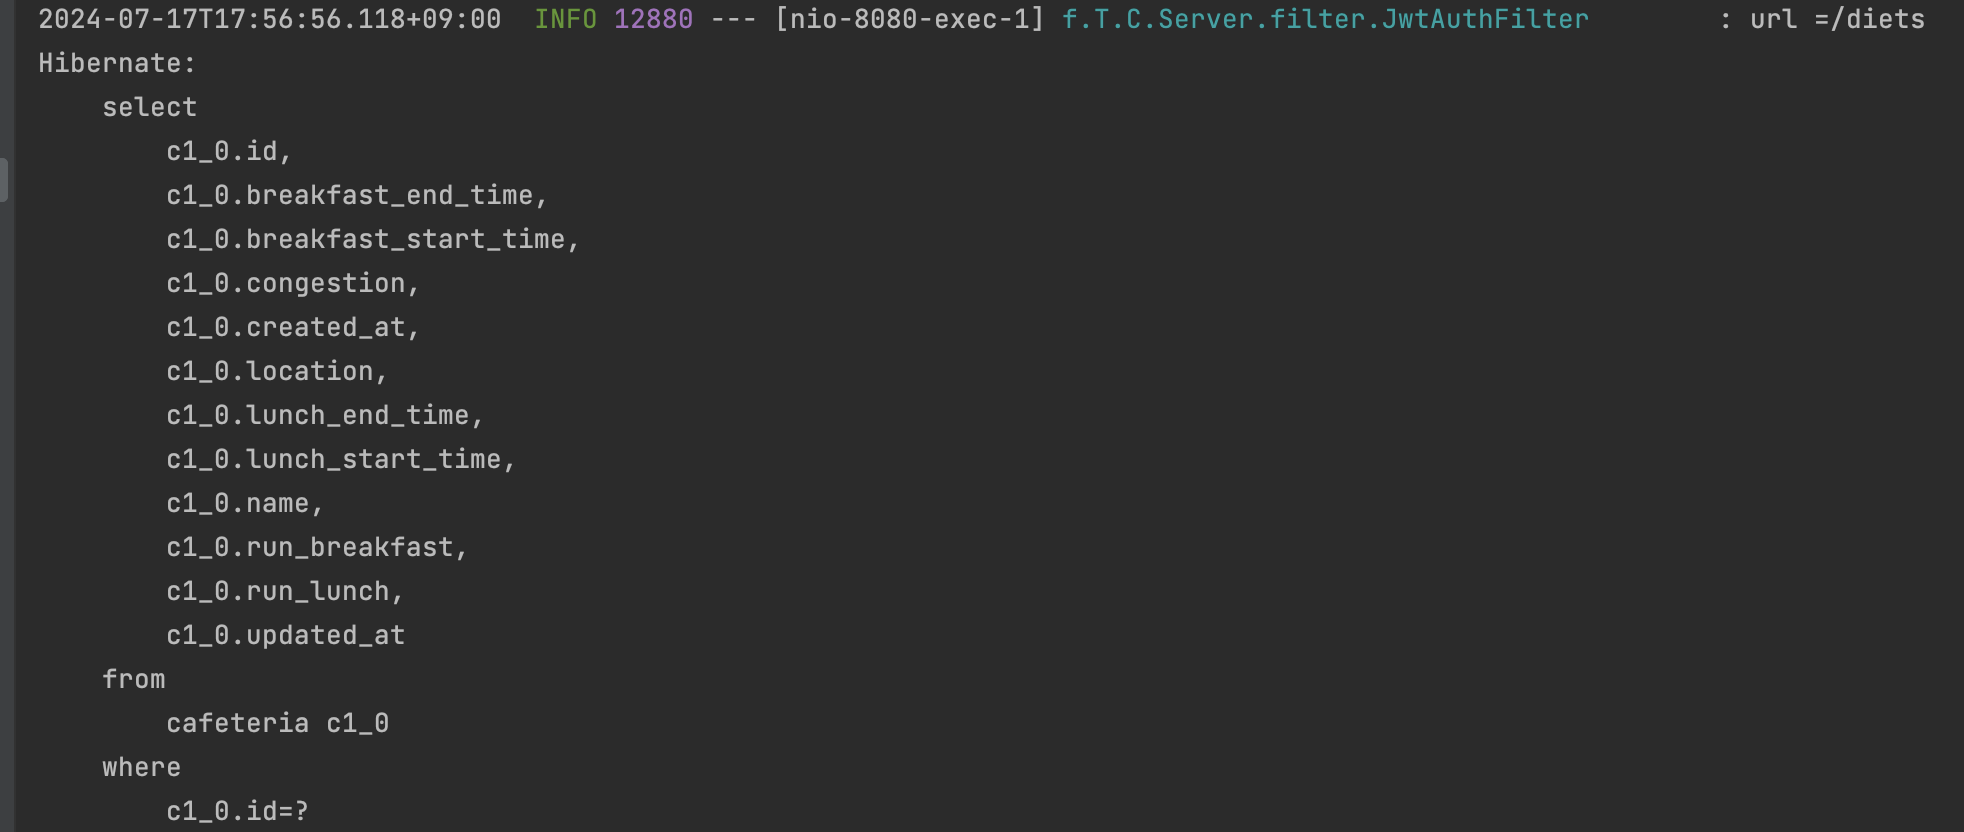 2024-07-17T17:56:56.118+09:00  INFO 12880 --- [nio-8080-exec-1] f.T.C.Server.filter.JwtAuthFilter        : url =/diets
Hibernate:
    select
        c1_0.id,
        c1_0.breakfast_end_time,
        c1_0.breakfast_start_time,
        c1_0.congestion,
        c1_0.created_at,
        c1_0.location,
        c1_0.lunch_end_time,
        c1_0.lunch_start_time,
        c1_0.name,
        c1_0.run_breakfast,
        c1_0.run_lunch,
        c1_0.updated_at
    from
        cafeteria c1_0
    where
        c1_0.id=?